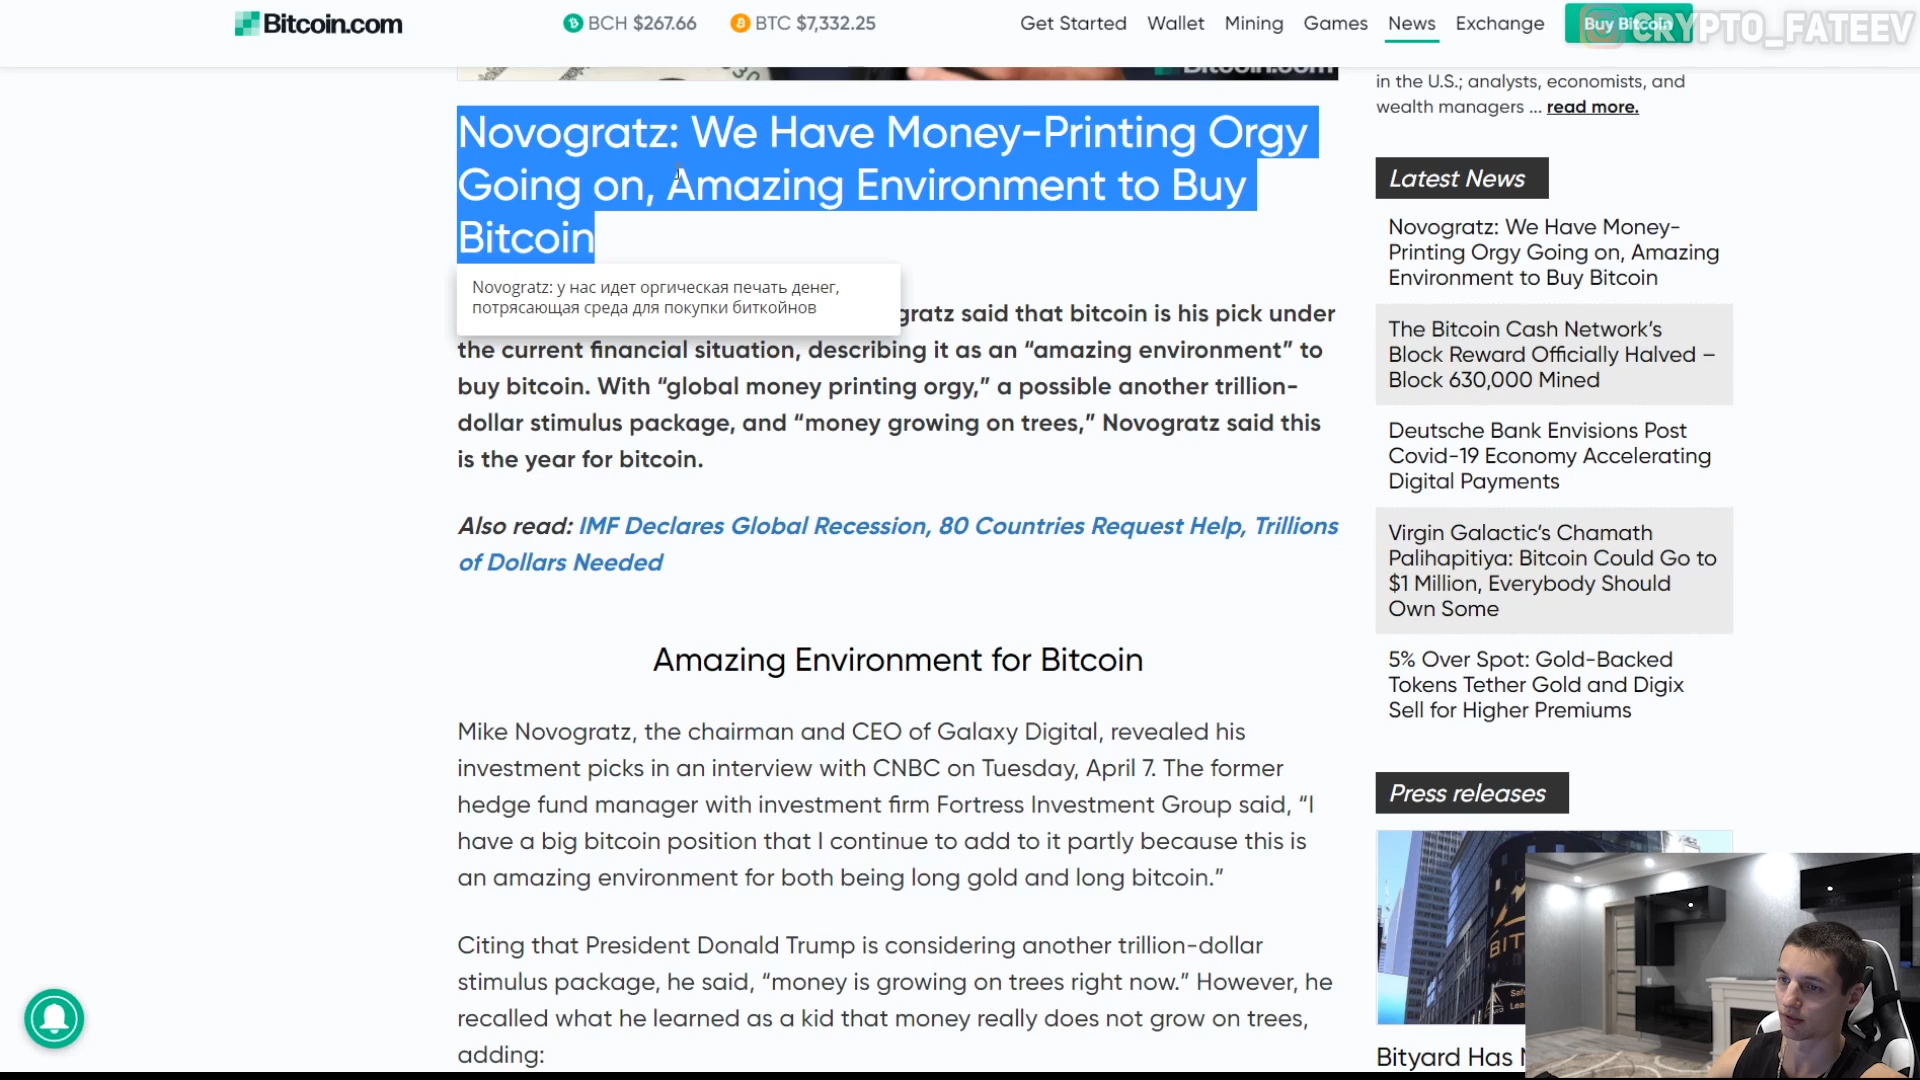 Bitcoin.com
BCH $267.66
BTC $7,332.25
Get Started
Wallet
Mining
Games
News
Exchange
Buy Bitcoin
CRYPTO_FATEEV
Bitcoin.com
Novogratz: We Have Money-Printing Orgy
Going on, Amazing Environment to Buy
Bitcoin
Novogratz: у нас идет оргическая печать денег,
потрясающая среда для покупки биткойнов
gratz said that bitcoin is his pick under
the current financial situation, describing it as an “amazing environment” to
buy bitcoin. With “global money printing orgy,” a possible another trillion-
dollar stimulus package, and “money growing on trees,” Novogratz said this
is the year for bitcoin.
Also read: IMF Declares Global Recession, 80 Countries Request Help, Trillions
of Dollars Needed
Amazing Environment for Bitcoin
Mike Novogratz, the chairman and CEO of Galaxy Digital, revealed his
investment picks in an interview with CNBC on Tuesday, April 7. The former
hedge fund manager with investment firm Fortress Investment Group said, “I
have a big bitcoin position that I continue to add to it partly because this is
an amazing environment for both being long gold and long bitcoin.”
Citing that President Donald Trump is considering another trillion-dollar
stimulus package, he said, “money is growing on trees right now.” However, he
recalled what he learned as a kid that money really does not grow on trees,
adding:
in the U.S.; analysts, economists, and
wealth managers ... read more.
Latest News
Novogratz: We Have Money-
Printing Orgy Going on, Amazing
Environment to Buy Bitcoin
The Bitcoin Cash Network’s
Block Reward Officially Halved –
Block 630,000 Mined
Deutsche Bank Envisions Post
Covid-19 Economy Accelerating
Digital Payments
Virgin Galactic’s Chamath
Palihapitiya: Bitcoin Could Go to
$1 Million, Everybody Should
Own Some
5% Over Spot: Gold-Backed
Tokens Tether Gold and Digix
Sell for Higher Premiums
Press releases
BIT
Bityard Has